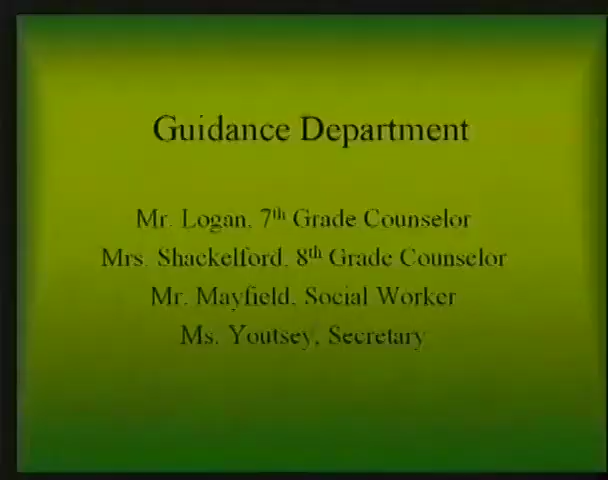 Guidance Department
Mr. Logan, 7th Grade Counselor
Mrs. Shackelford, 8th Grade Counselor
Mr. Mayfield, Social Worker
Ms. Youtsey, Secretary